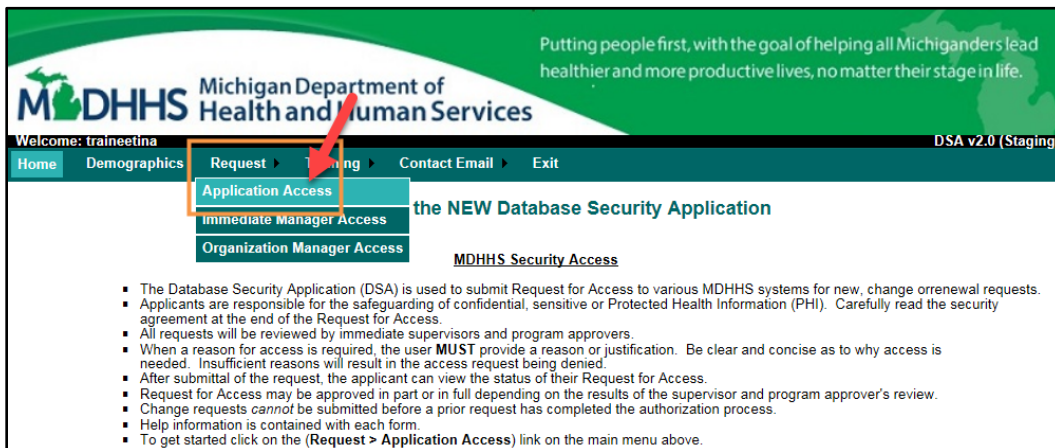 Putting people first, with the goal of helping all Michiganders lead
healthier and more productive lives, no matter their stage in life.
MDHHS Michigan Department of
Health and Human Services
Welcome: traineetina DSA v2.0 (Staging
Home Demographics Request Training Contact Email Exit
Application Access
Immediate Manager Access
Organization Manager Access
the NEW Database Security Application
MDHHS Security Access
▪ The Database Security Application (DSA) is used to submit Request for Access to various MDHHS systems for new, change orrenewal requests.
▪ Applicants are responsible for the safeguarding of confidential, sensitive or Protected Health Information (PHI). Carefully read the security
agreement at the end of the Request for Access.
▪ All requests will be reviewed by immediate supervisors and program approvers.
▪ When a reason for access is required, the user MUST provide a reason or justification. Be clear and concise as to why access is
needed. Insufficient reasons will result in the access request being denied.
▪ After submittal of the request, the applicant can view the status of their Request for Access.
▪ Request for Access may be approved in part or in full depending on the results of the supervisor and program approver's review.
▪ Change requests cannot be submitted before a prior request has completed the authorization process.
▪ Help information is contained with each form.
▪ To get started click on the (Request > Application Access) link on the main menu above.